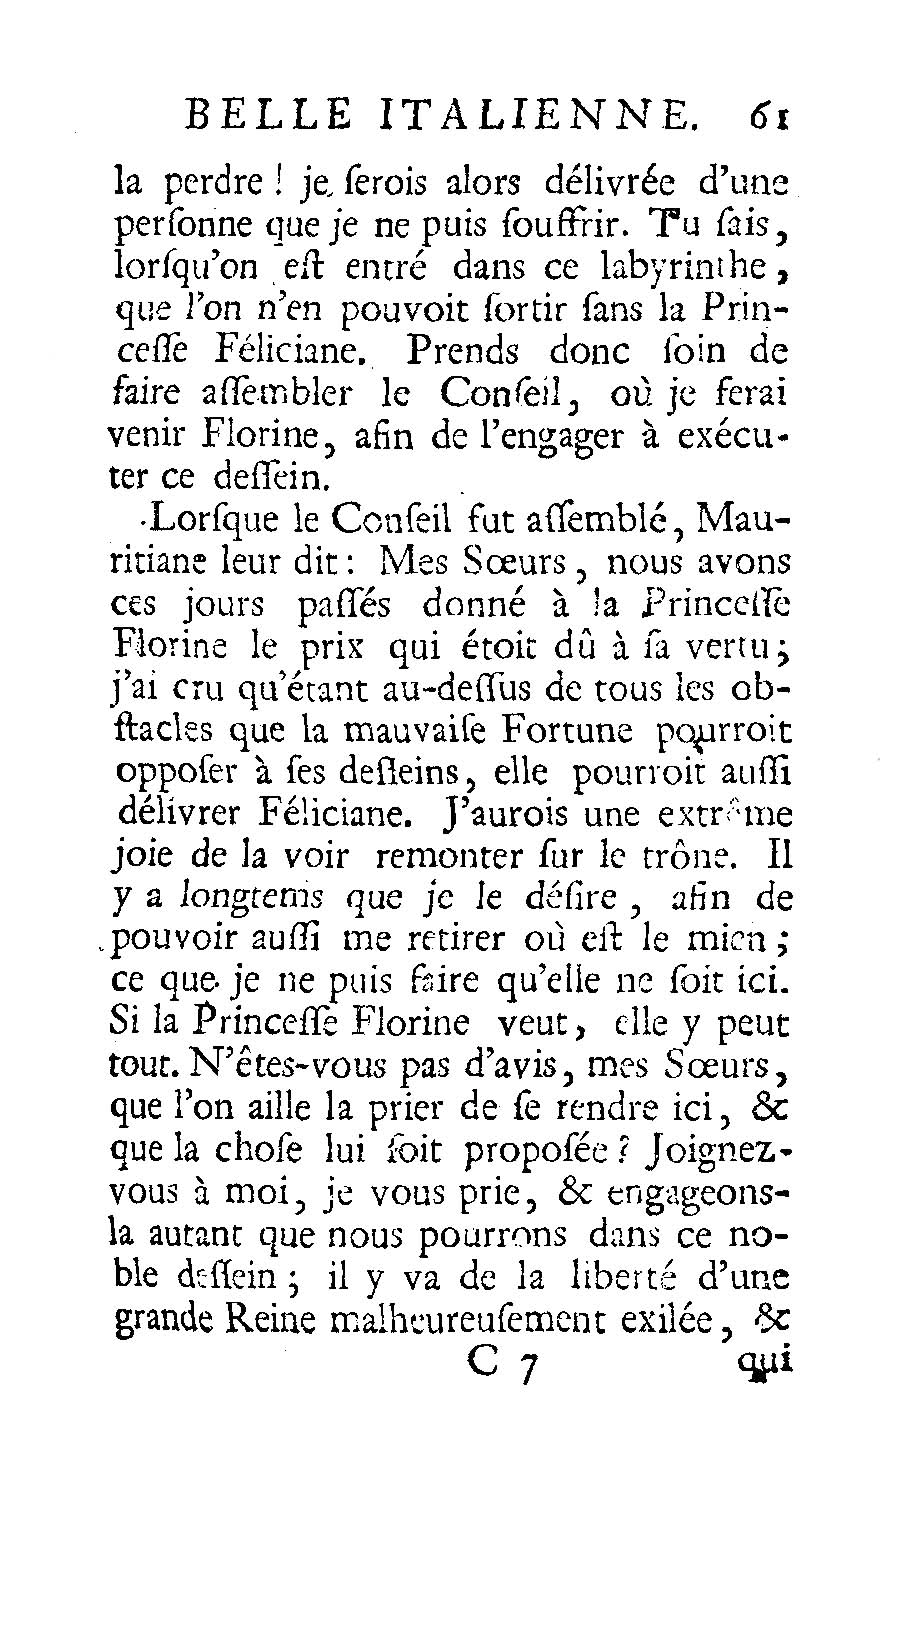 BELLE ITALIENNE. 61
la perdre ! je ſerois alors délivrée d'une
perſonne que je ne puis ſouffrir. Tu ſais,
lorſqu'on eſt entré dans ce labyrinthe,
que l'on n'en pouvoit ſortir ſans la Prin-
ceſſe Féliciane. Prends donc ſoin de
faire aſſembler le Conſeil, où je ferai
venir Florine, afin de l'engager à exécu-
ter ce deſſein.
Lorſque le Conſeil fut aſſemblé, Mau-
ritiane leur dit : Mes Sœurs, nous avons
ces jours paſſés donné à la Princeſſe
Florine le prix qui étoit dû à ſa vertu;
j'ai cru qu'étant au-deſſus de tous les ob-
ſtacles que la mauvaiſe Fortune pourroit
oppoſer à ſes deſſeins, elle pourroit auſſi
délivrer Féliciane. J'aurois une extrême
joie de la voir remonter ſur le trône. Il
y a longtems que je le déſire, afin de
pouvoir auſſi me retirer où eſt le mien ;
ce que je ne puis faire qu'elle ne ſoit ici.
Si la Princeſſe Florine veut, elle y peut
tout. N'êtes-vous pas d'avis, mes Sœurs,
que l'on aille la prier de ſe rendre ici, &
que la choſe lui ſoit propoſée ? Joignez-
vous à moi, je vous prie, & engageons-
la autant que nous pourrons dans ce no-
ble deſſein ; il y va de la liberté d'une
grande Reine malheureuſement exilée, &
C 7 qui